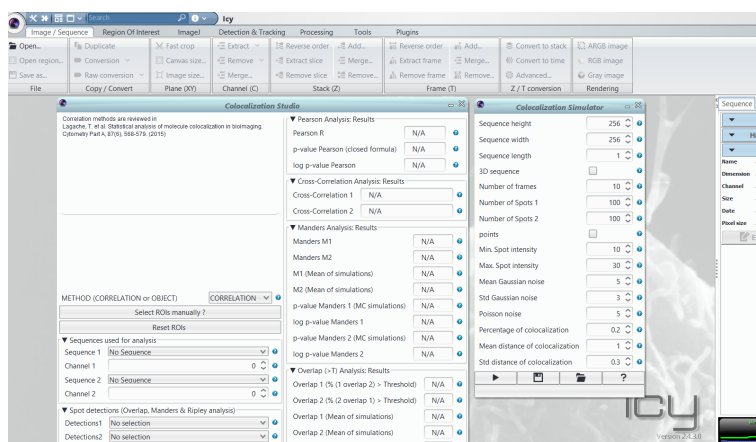 Search
Icy
Image / Sequence Region Of Interest ImageJ Detection & Tracking Processing Tools Plugins
Open... Duplicate Fast crop Extract Reverse order Add... Reverse order Add... Convert to stack ARGB image
Open region... Conversion Canvas size... Remove Extract slice Merge... Extract frame Merge... Convert to time RGB image
Save as... Raw conversion Image size... Merge... Remove slice Remove... Remove frame Remove... Advanced... Gray image
File Copy / Convert Plane (XY) Channel (C) Stack (Z) Frame (T) Z / T conversion Rendering
Colocalization Studio
Correlation methods are reviewed in
Lagache, T. et al. Statistical analysis of molecule colocalization in bioimaging.
Cytometry Part A, 87(6), 568-579. (2015)
METHOD (CORRELATION or OBJECT) CORRELATION
Select ROIs manually ?
Reset ROIs
Sequences used for analysis
Sequence 1 No Sequence
Channel 1 0
Sequence 2 No Sequence
Channel 2 0
Spot detections (Overlap, Manders & Ripley analysis)
Detections1 No selection
Detections2 No selection
Pearson Analysis: Results
Pearson R N/A
p-value Pearson (closed formula) N/A
log p-value Pearson N/A
Cross-Correlation Analysis: Results
Cross-Correlation 1 N/A
Cross-Correlation 2 N/A
Manders Analysis: Results
Manders M1 N/A
Manders M2 N/A
M1 (Mean of simulations) N/A
M2 (Mean of simulations) N/A
p-value Manders 1 (MC simulations) N/A
log p-value Manders 1 N/A
p-value Manders 2 (MC simulations) N/A
log p-value Manders 2 N/A
Overlap (>T) Analysis: Results
Overlap 1 (% (1 overlap 2) > Threshold) N/A
Overlap 2 (% (2 overlap 1) > Threshold) N/A
Overlap 1 (Mean of simulations) N/A
Overlap 2 (Mean of simulations) N/A
Colocalization Simulator
Sequence height 256
Sequence width 256
Sequence length 1
3D sequence
Number of frames 10
Number of Spots 1 100
Number of Spots 2 100
points
Min. Spot intensity 10
Max. Spot intensity 30
Mean Gaussian noise 5
Std Gaussian noise 3
Poisson noise 5
Percentage of colocalization 0.2
Mean distance of colocalization 1
Std distance of colocalization 0.3
?
Sequence
Hi
Name
Dimension
Channel
Size
Date
Pixel size
E
icy
Version 2.4.3.0